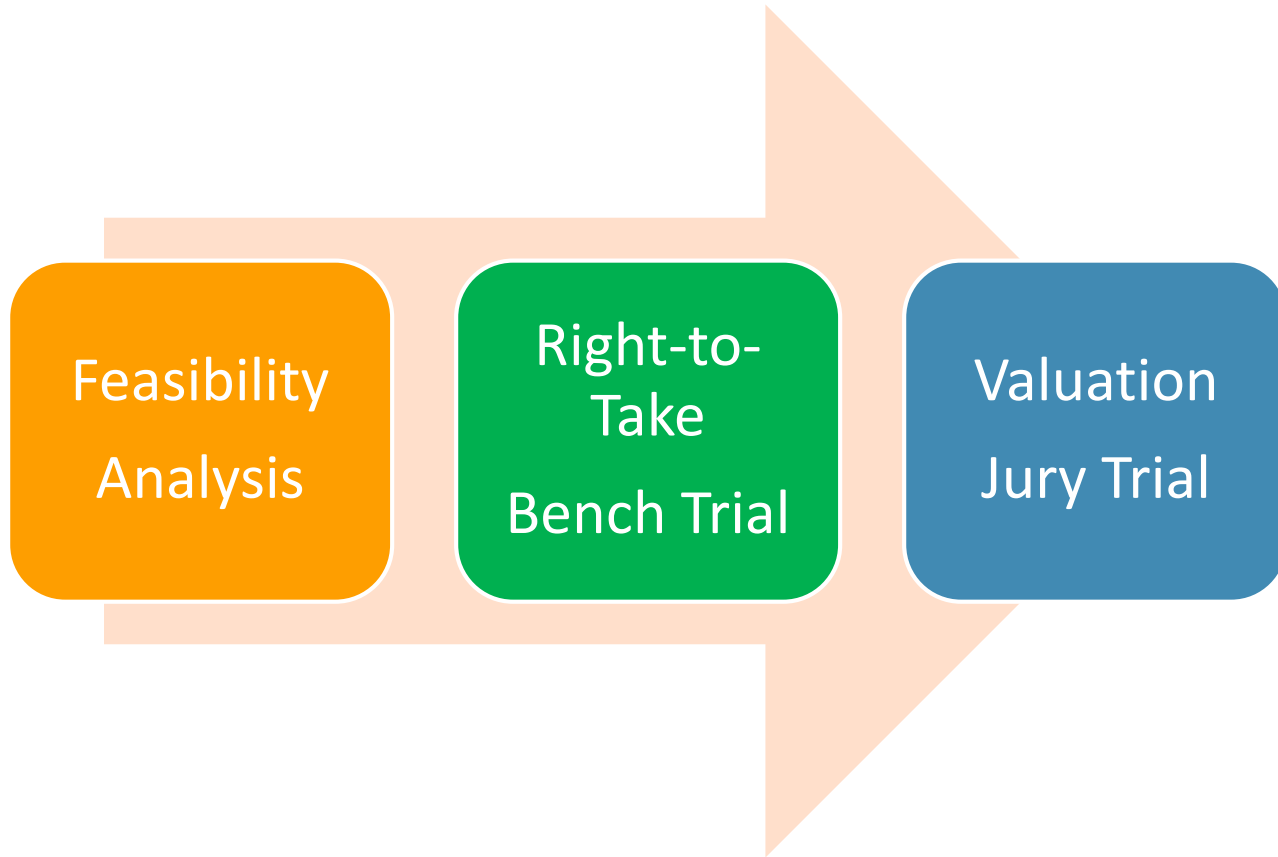 Feasibility
Analysis
Right-to-
Take
Bench Trial
Valuation
Jury Trial